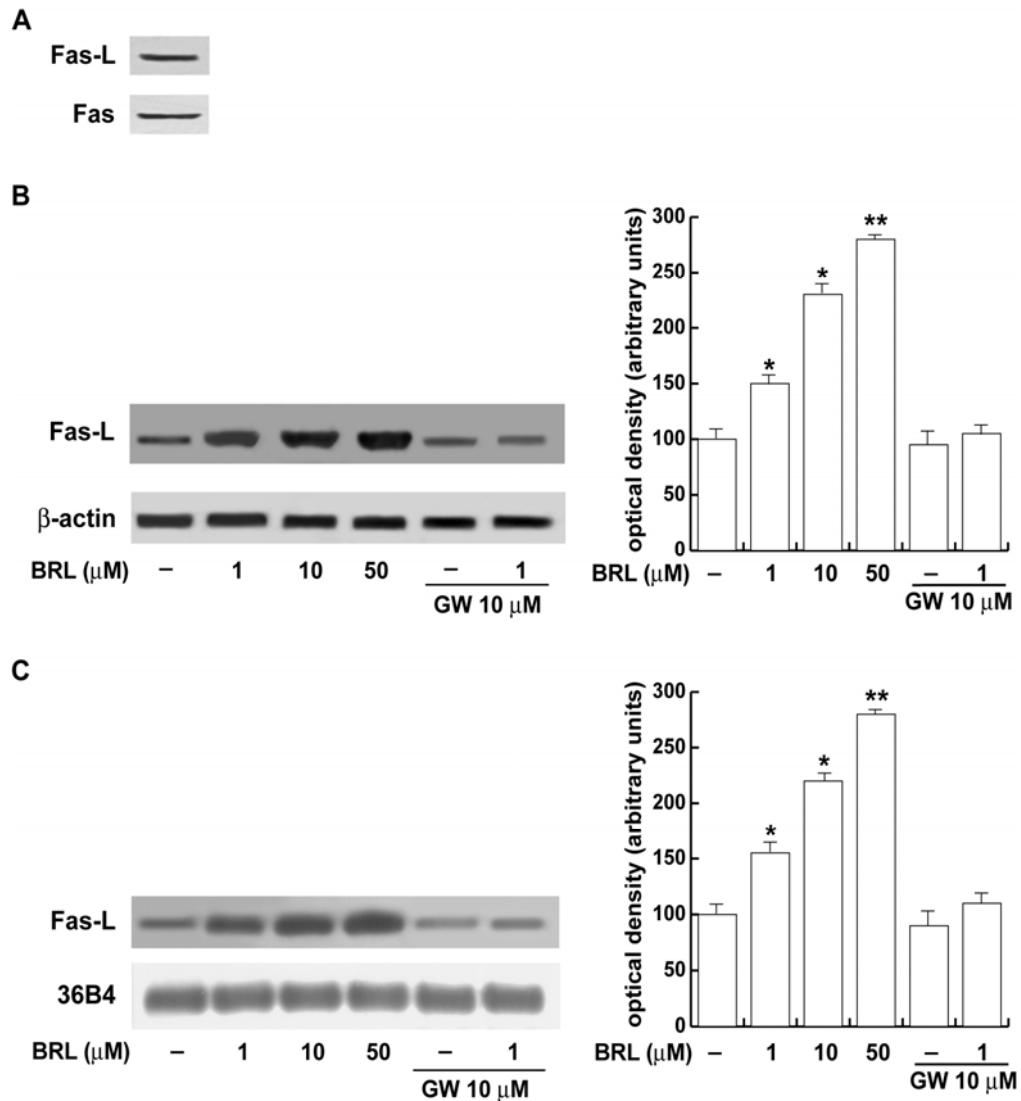 A
Fas-L
Fas
B
Fas-L
β-actin
BRL (μM) – 1 10 50 – 1
GW 10 μM
optical density (arbitrary units)
300
250
200
150
100
50
0
* * **
BRL (μM) – 1 10 50 – 1
GW 10 μM
C
Fas-L
36B4
BRL (μM) – 1 10 50 – 1
GW 10 μM
optical density (arbitrary units)
300
250
200
150
100
50
0
* * **
BRL (μM) – 1 10 50 – 1
GW 10 μM